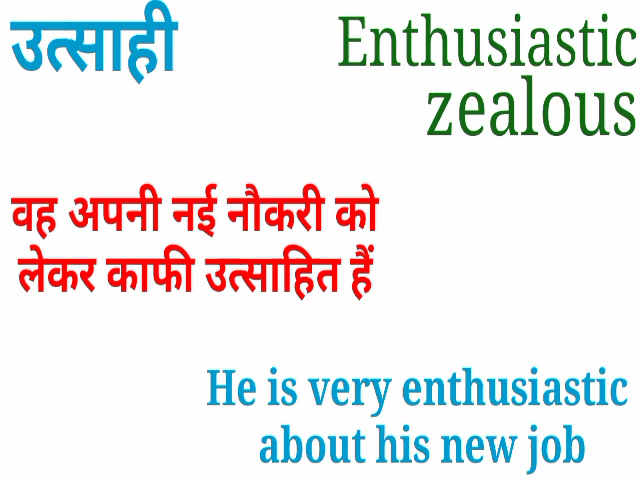 उत्साही
Enthusiastic
zealous
वह अपनी नई नौकरी को
लेकर काफी उत्साहित हैं
He is very enthusiastic
about his new job